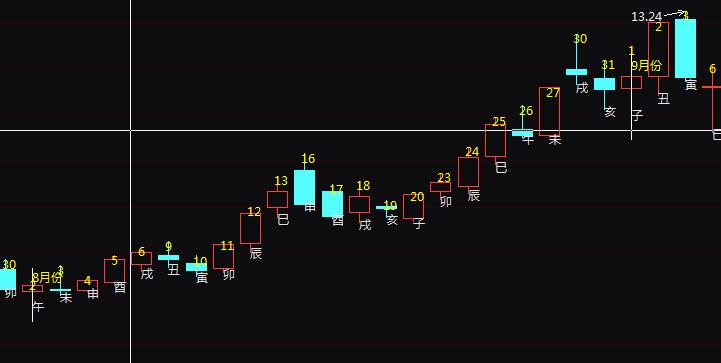 30
卯
8月份
2
午
3
未
4
申
5
酉
6
戌
9
丑
10
寅
11
卯
12
辰
13
巳
16
申
17
酉
18
戌
19
亥
20
子
23
卯
24
辰
25
巳
26
午
27
未
30
戌
31
亥
1
9月份
子
2
丑
13.24
3
寅
6
巳